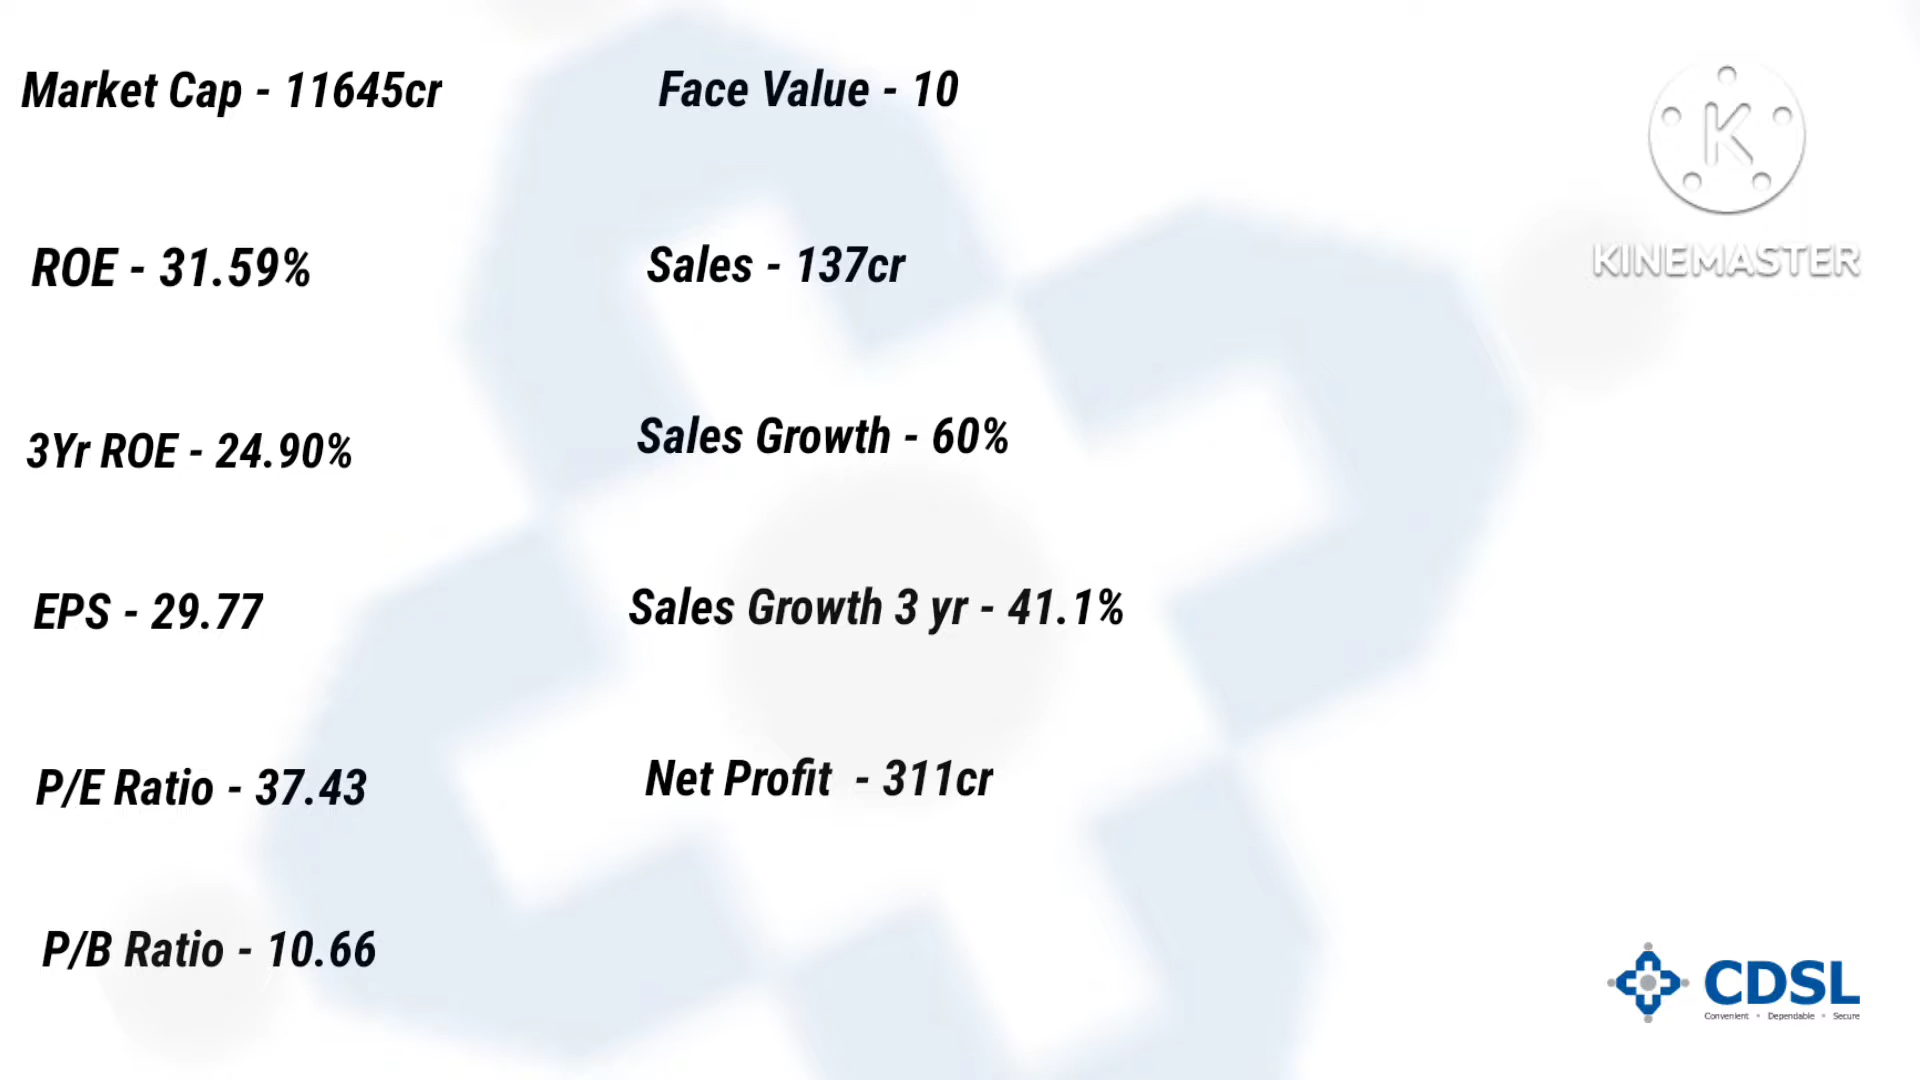 Market Cap - 11645cr
Face Value - 10
KINEMASTER
ROE - 31.59%
Sales - 137cr
3Yr ROE - 24.90%
Sales Growth - 60%
EPS - 29.77
Sales Growth 3 yr - 41.1%
P/E Ratio - 37.43
Net Profit - 311cr
P/B Ratio - 10.66
CDSL
Convenient • Dependable • Secure